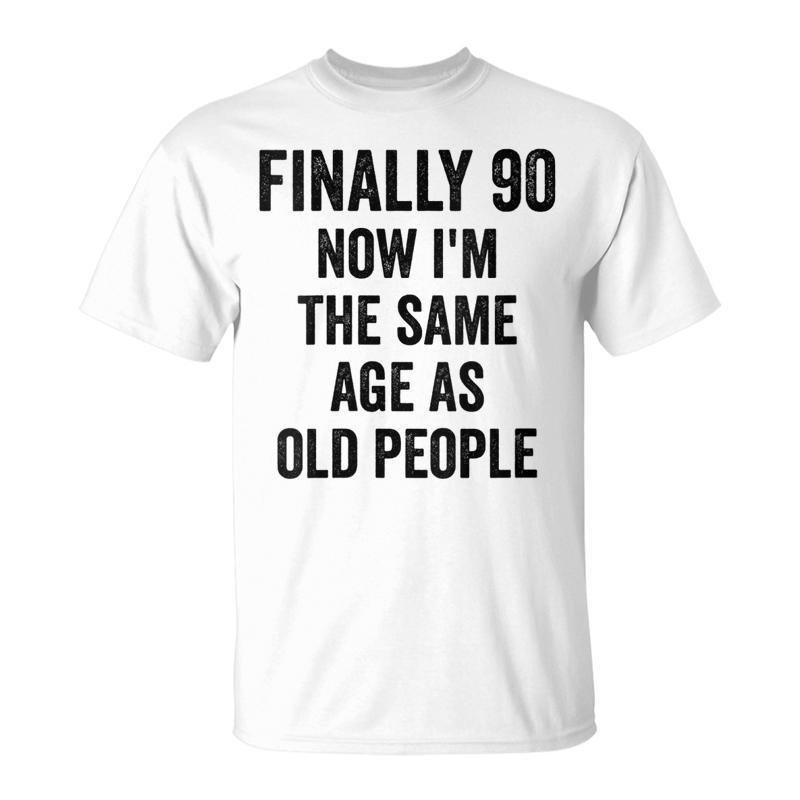 FINALLY 90
NOW I'M
THE SAME
AGE AS
OLD PEOPLE